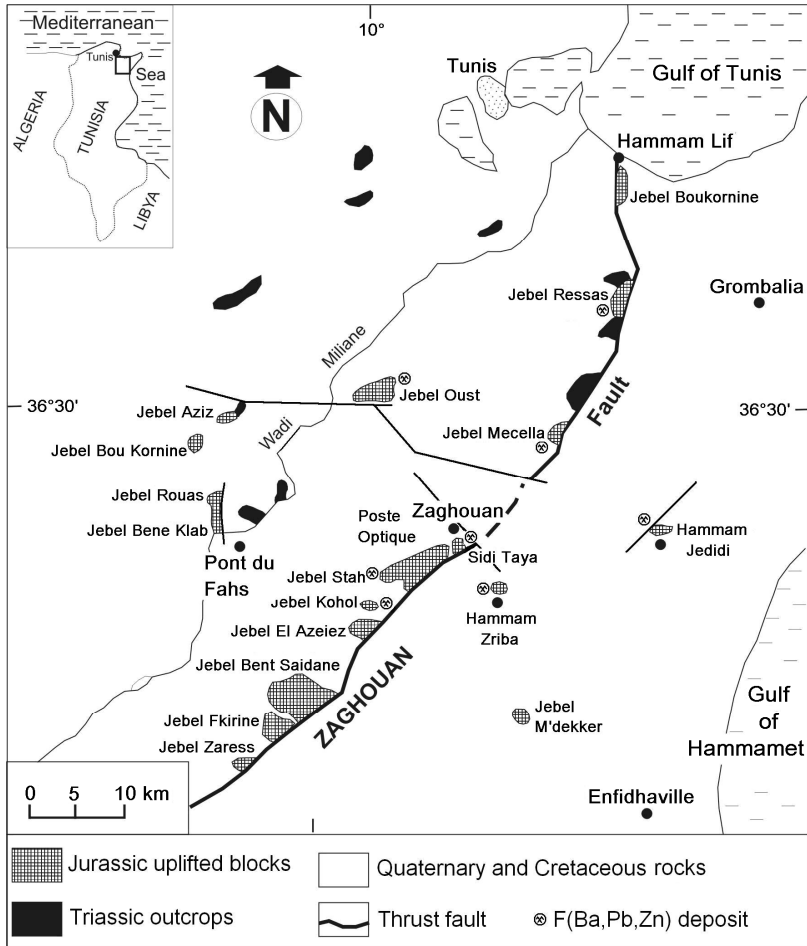 Mediterranean
Tunis
Sea
ALGERIA
TUNISIA
LIBYA
10°
N
Tunis
Gulf of Tunis
Hammam Lif
Jebel Boukornine
Jebel Ressas
Grombalia
Miliane
Wadi
Jebel Oust
36°30'
36°30'
Jebel Aziz
Jebel Bou Kornine
Jebel Mecella
Fault
Jebel Rouas
Jebel Bene Klab
Pont du
Fahs
Poste
Optique
Zaghouan
Sidi Taya
Hammam
Jedidi
Jebel Stah
Jebel Kohol
Jebel El Azeiez
Hammam
Zriba
Jebel Bent Saidane
ZAGHOUAN
Jebel Fkirine
Jebel Zaress
Jebel
M'dekker
Gulf
of
Hammamet
Enfidhaville
0 5 10 km
Jurassic uplifted blocks
Quaternary and Cretaceous rocks
Triassic outcrops
Thrust fault
F(Ba,Pb,Zn) deposit